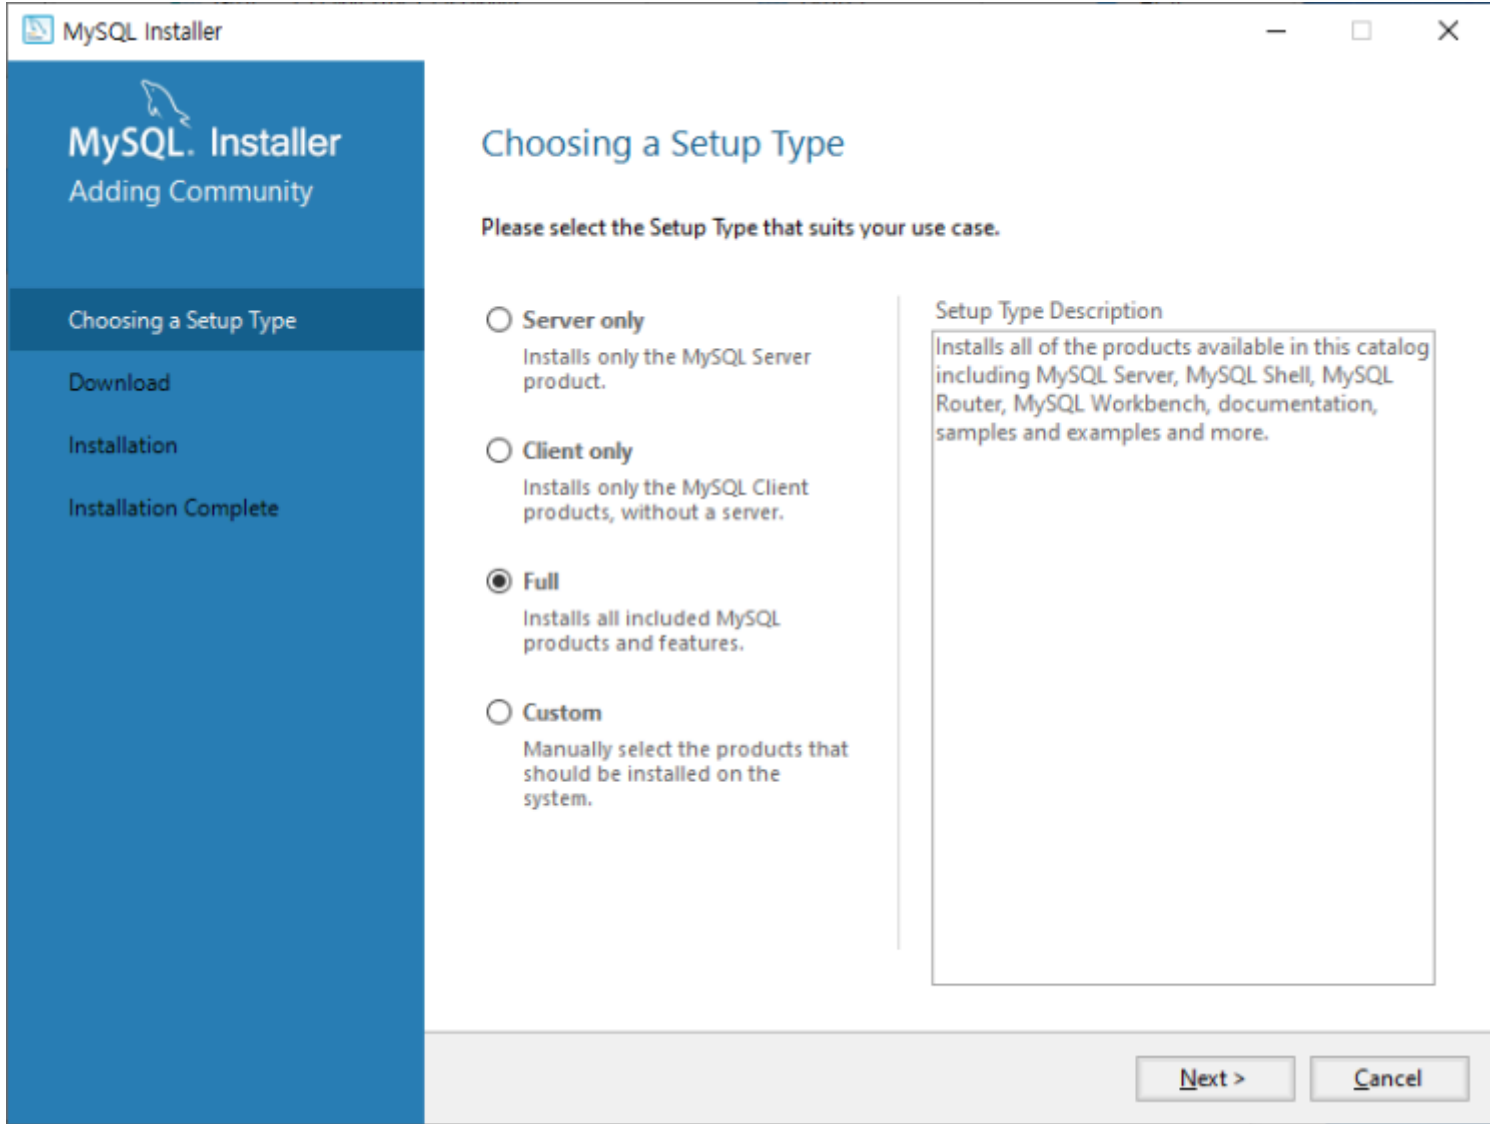 MySQL Installer
MySQL. Installer
Adding Community
Choosing a Setup Type
Download
Installation
Installation Complete
Choosing a Setup Type
Please select the Setup Type that suits your use case.
Server only
Installs only the MySQL Server
product.
Client only
Installs only the MySQL Client
products, without a server.
Full
Installs all included MySQL
products and features.
Custom
Manually select the products that
should be installed on the
system.
Setup Type Description
Installs all of the products available in this catalog
including MySQL Server, MySQL Shell, MySQL
Router, MySQL Workbench, documentation,
samples and examples and more.
Next >
Cancel